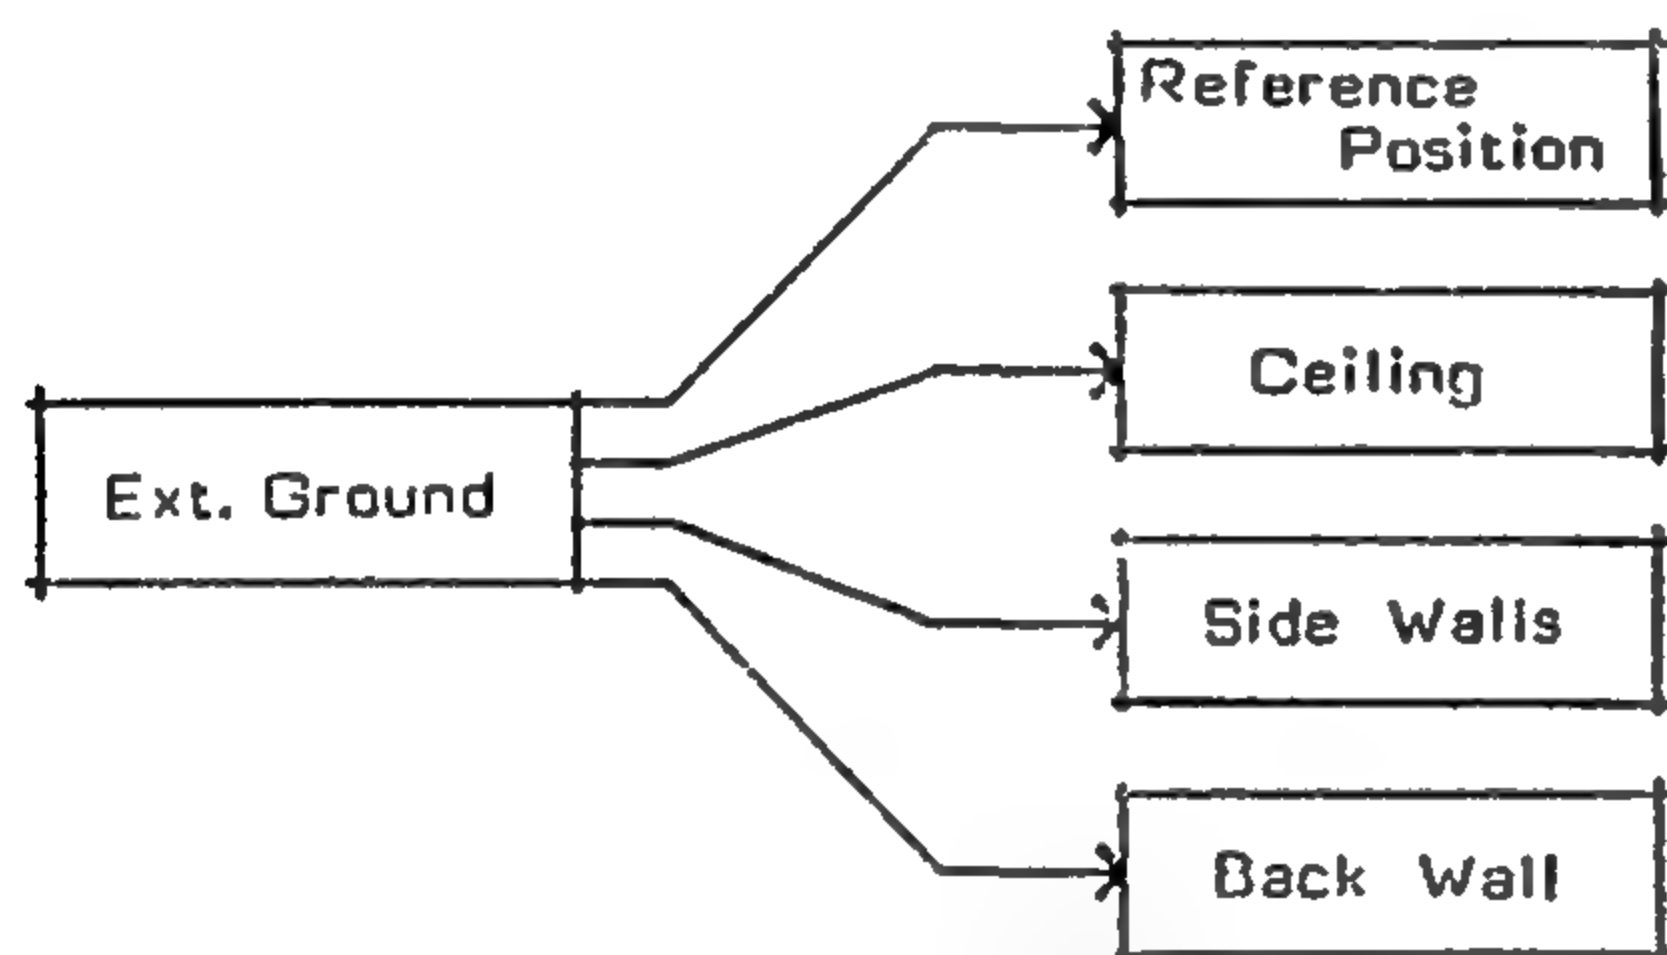 Reference
Position
Ceiling
Ext. Ground
Side Walls
Back Wall